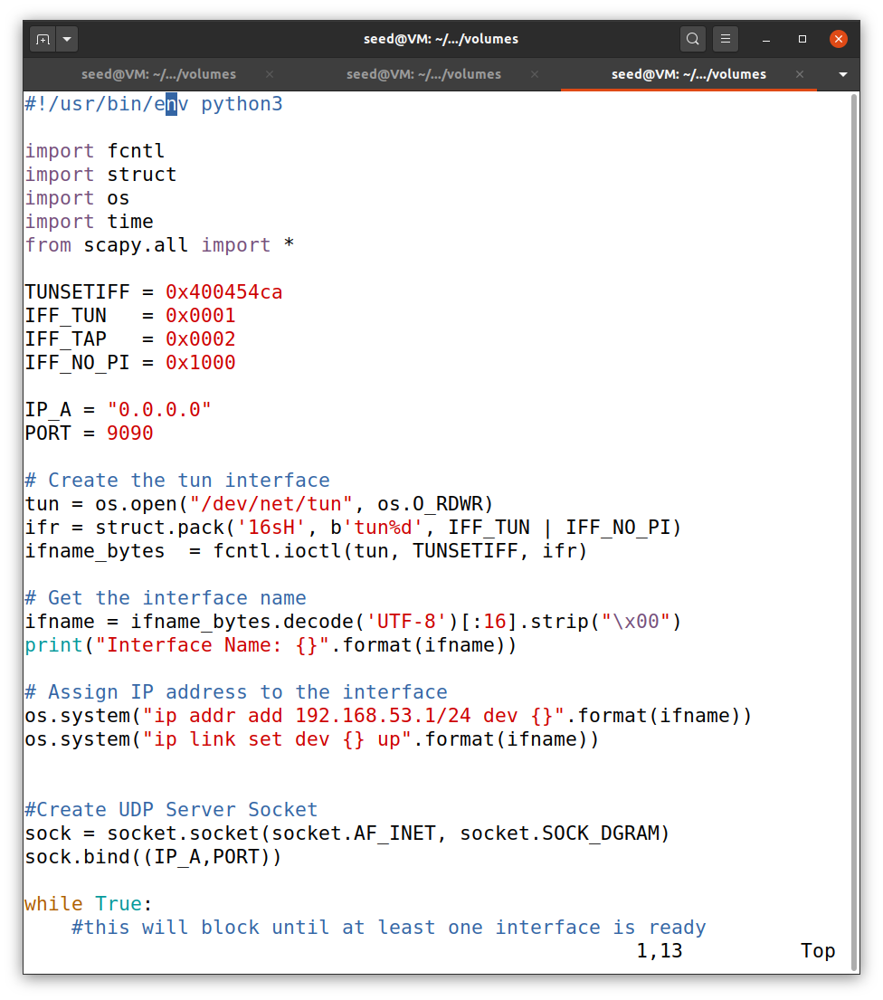 seed@VM: ~/.../volumes
seed@VM: ~/.../volumes
seed@VM: ~/.../volumes
seed@VM: ~/.../volumes
#!/usr/bin/env python3

import fcntl
import struct
import os
import time
from scapy.all import *

TUNSETIFF = 0x400454ca
IFF_TUN   = 0x0001
IFF_TAP   = 0x0002
IFF_NO_PI = 0x1000

IP_A = "0.0.0.0"
PORT = 9090

# Create the tun interface
tun = os.open("/dev/net/tun", os.O_RDWR)
ifr = struct.pack('16sH', b'tun%d', IFF_TUN | IFF_NO_PI)
ifname_bytes  = fcntl.ioctl(tun, TUNSETIFF, ifr)

# Get the interface name
ifname = ifname_bytes.decode('UTF-8')[:16].strip("\x00")
print("Interface Name: {}".format(ifname))

# Assign IP address to the interface
os.system("ip addr add 192.168.53.1/24 dev {}".format(ifname))
os.system("ip link set dev {} up".format(ifname))


#Create UDP Server Socket
sock = socket.socket(socket.AF_INET, socket.SOCK_DGRAM)
sock.bind((IP_A,PORT))

while True:
    #this will block until at least one interface is ready
1,13 Top